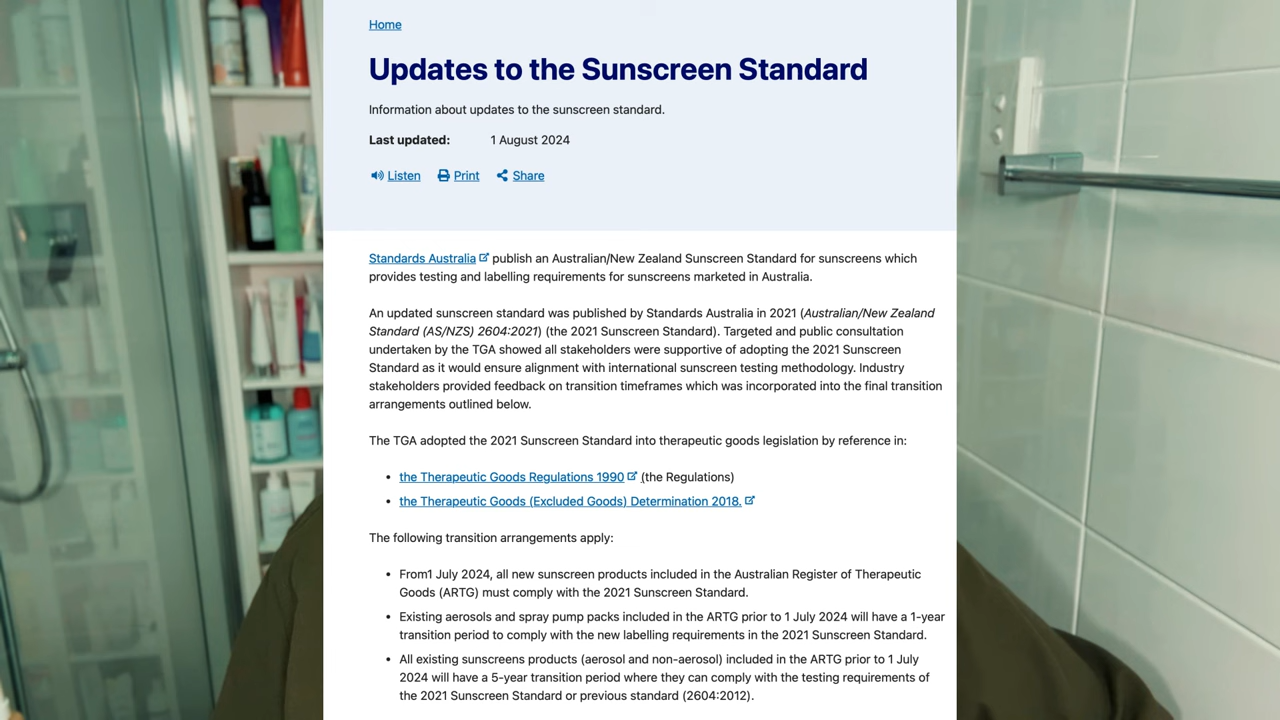 Home
Updates to the Sunscreen Standard
Information about updates to the sunscreen standard.
Last updated: 1 August 2024
Listen Print Share
Standards Australia publish an Australian/New Zealand Sunscreen Standard for sunscreens which
provides testing and labelling requirements for sunscreens marketed in Australia.
An updated sunscreen standard was published by Standards Australia in 2021 (Australian/New Zealand
Standard (AS/NZS) 2604:2021) (the 2021 Sunscreen Standard). Targeted and public consultation
undertaken by the TGA showed all stakeholders were supportive of adopting the 2021 Sunscreen
Standard as it would ensure alignment with international sunscreen testing methodology. Industry
stakeholders provided feedback on transition timeframes which was incorporated into the final transition
arrangements outlined below.
The TGA adopted the 2021 Sunscreen Standard into therapeutic goods legislation by reference in:
• the Therapeutic Goods Regulations 1990 (the Regulations)
• the Therapeutic Goods (Excluded Goods) Determination 2018.
The following transition arrangements apply:
• From1 July 2024, all new sunscreen products included in the Australian Register of Therapeutic
Goods (ARTG) must comply with the 2021 Sunscreen Standard.
• Existing aerosols and spray pump packs included in the ARTG prior to 1 July 2024 will have a 1-year
transition period to comply with the new labelling requirements in the 2021 Sunscreen Standard.
• All existing sunscreens products (aerosol and non-aerosol) included in the ARTG prior to 1 July
2024 will have a 5-year transition period where they can comply with the testing requirements of
the 2021 Sunscreen Standard or previous standard (2604:2012).